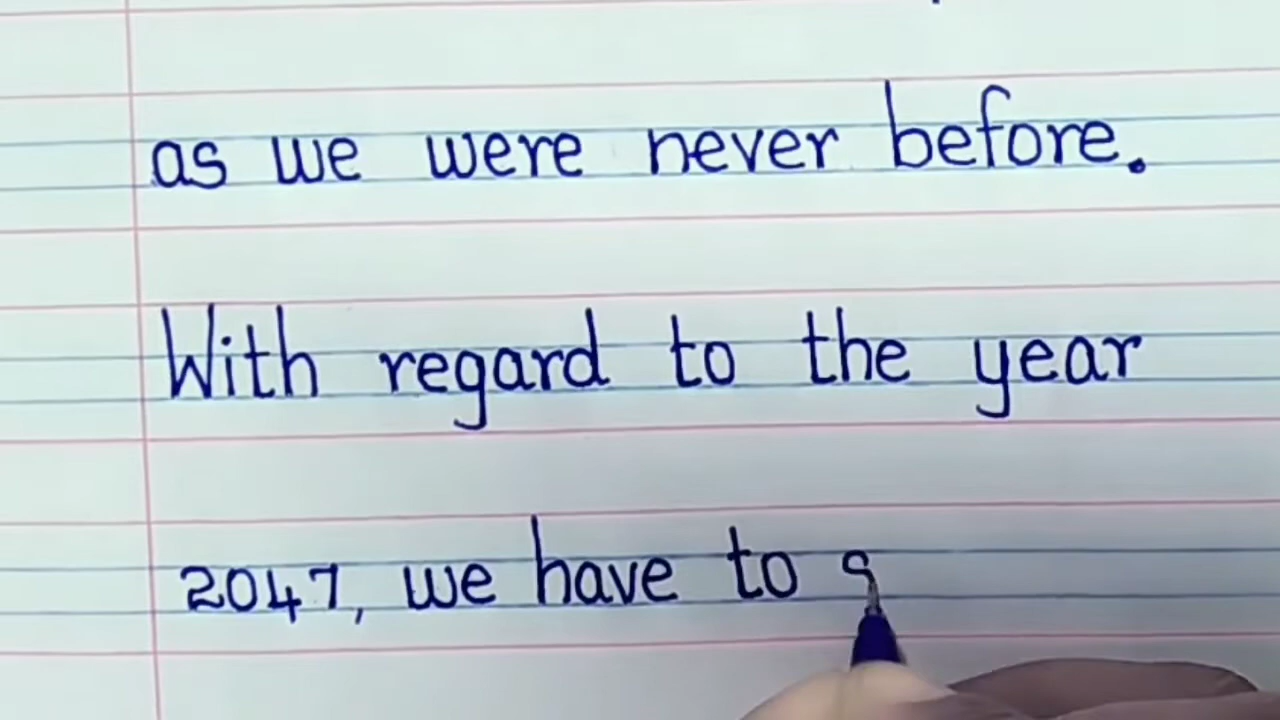 as we were never before.
With regard to the year
2047, we have to